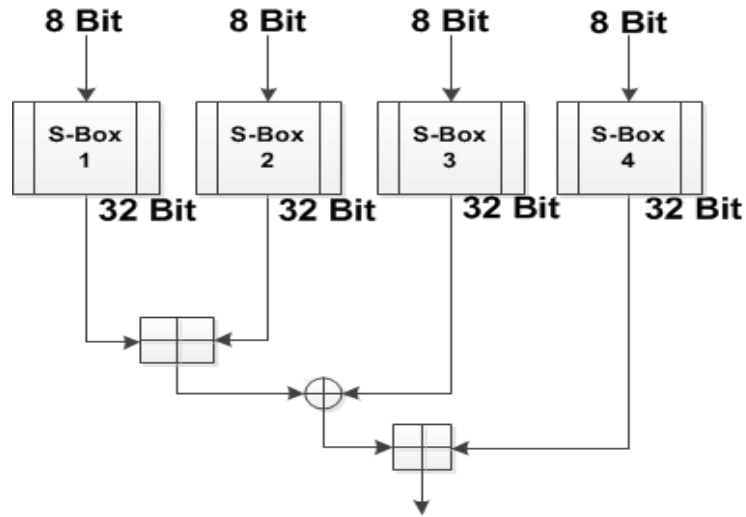 8 Bit 8 Bit 8 Bit 8 Bit
S-Box S-Box S-Box S-Box
1 2 3 4
32 Bit 32 Bit 32 Bit 32 Bit